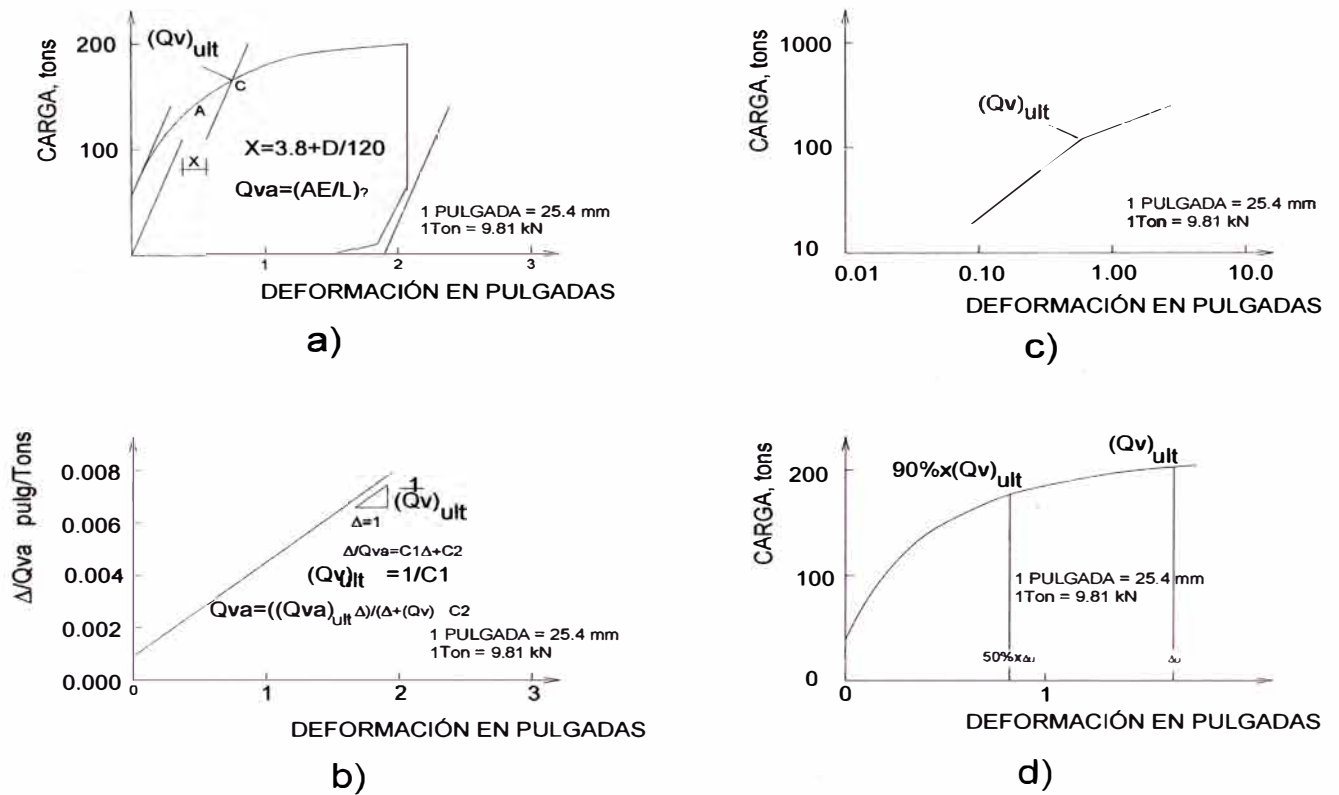 CARGA, tons
200
100
(Qv)ult
A
C
X
X=3.8+D/120
Qva=(AE/L)?
1 PULGADA = 25.4 mm
1Ton = 9.81 kN
1
2
3
DEFORMACIÓN EN PULGADAS
a)
CARGA, tons
1000
100
10
(Qv)ult
1 PULGADA = 25.4 mm
1Ton = 9.81 kN
0.01
0.10
1.00
10.0
DEFORMACIÓN EN PULGADAS
c)
Δ/Qva pulg/Tons
0.008
0.006
0.004
0.002
0.000
1
(Qv)ult
Δ=1
Δ/Qva=C1Δ+C2
(Qv)ult =1/C1
Qva=((Qva)ult Δ)/(Δ+(Qv) C2
1 PULGADA = 25.4 mm
1Ton = 9.81 kN
0
1
2
3
DEFORMACIÓN EN PULGADAS
b)
CARGA, tons
200
100
0
90%x(Qv)ult
(Qv)ult
1 PULGADA = 25.4 mm
1Ton = 9.81 kN
50%xΔu
Δu
0
1
DEFORMACIÓN EN PULGADAS
d)